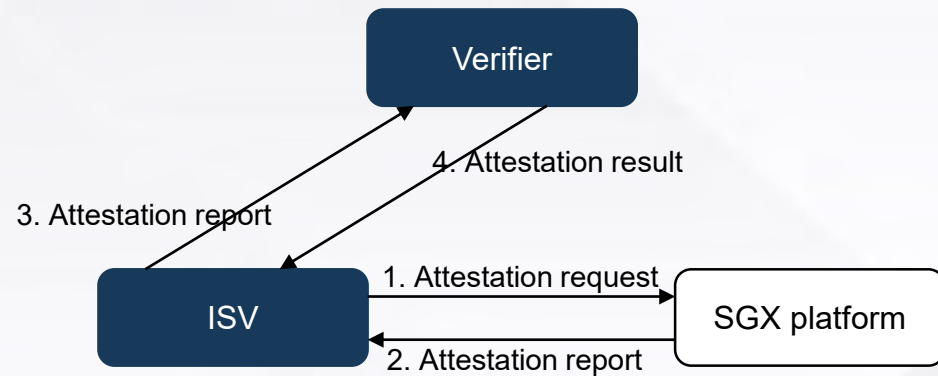 Verifier
4. Attestation result
3. Attestation report
1. Attestation request
ISV
SGX platform
2. Attestation report